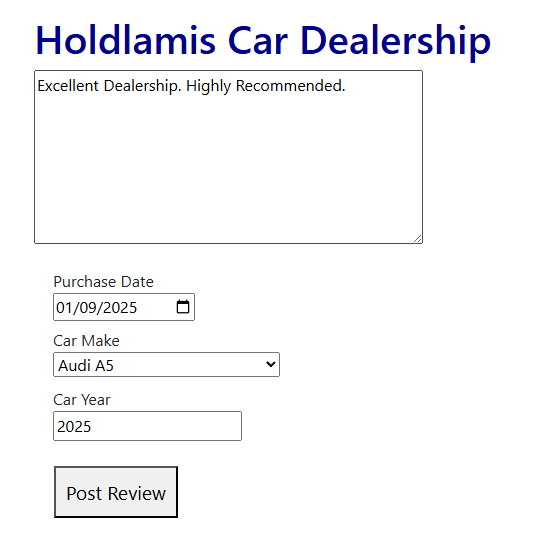 Holdlamis Car Dealership
Excellent Dealership. Highly Recommended.
Purchase Date
01/09/2025
Car Make
Audi A5
Car Year
2025
Post Review